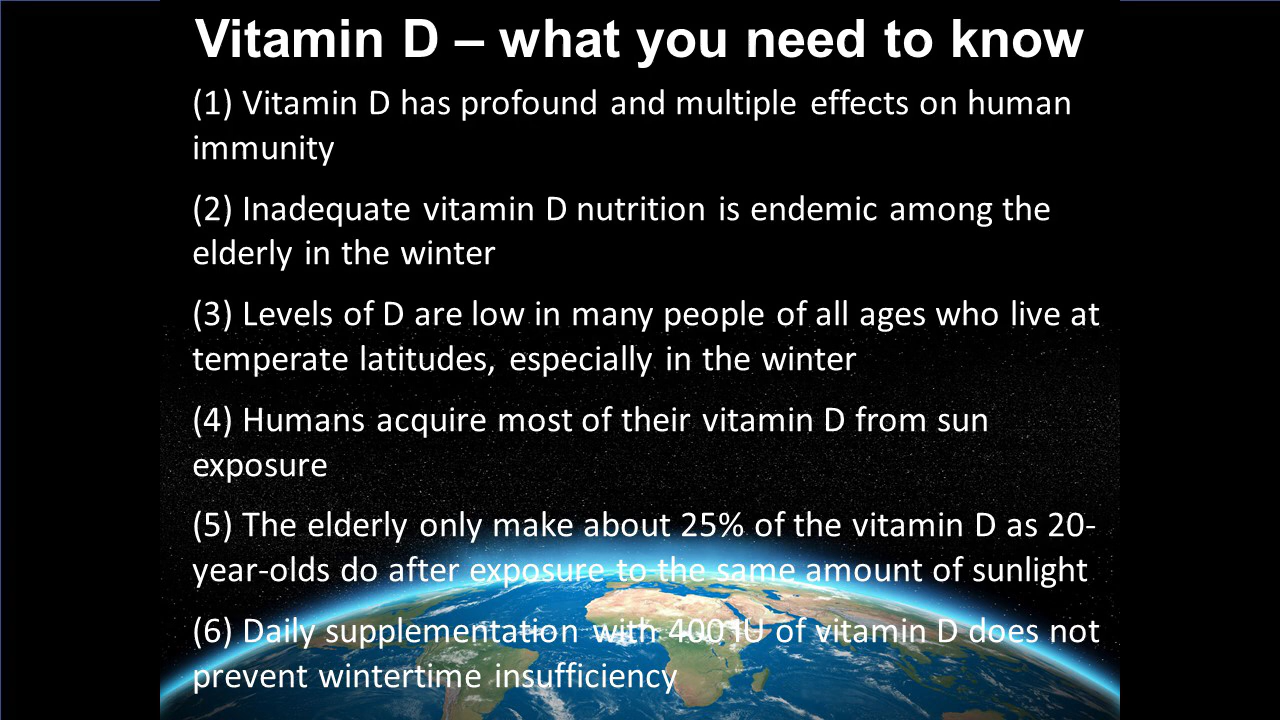 Vitamin D – what you need to know
(1) Vitamin D has profound and multiple effects on human
immunity
(2) Inadequate vitamin D nutrition is endemic among the
elderly in the winter
(3) Levels of D are low in many people of all ages who live at
temperate latitudes, especially in the winter
(4) Humans acquire most of their vitamin D from sun
exposure
(5) The elderly only make about 25% of the vitamin D as 20-
year-olds do after exposure to the same amount of sunlight
(6) Daily supplementation with 400 IU of vitamin D does not
prevent wintertime insufficiency